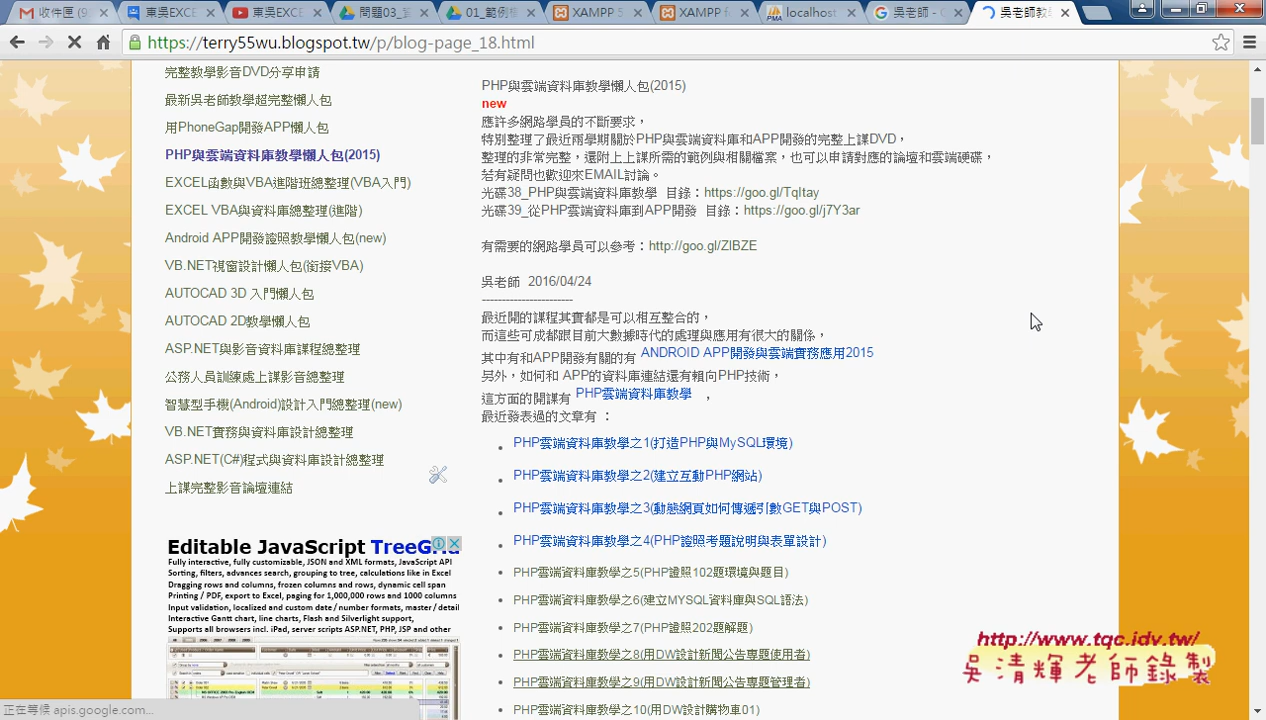 收件匣 (9
東吳EXCE
東吳EXCE
問題03_
01_範例
XAMPP 5
XAMPP f
localhost
吳老師 - G
吳老師教
https://terry55wu.blogspot.tw/p/blog-page_18.html
完整教學影音DVD分享申請
最新吳老師教學超完整懶人包
用PhoneGap開發APP懶人包
PHP與雲端資料庫教學懶人包(2015)
EXCEL函數與VBA進階班總整理(VBA入門)
EXCEL VBA與資料庫總整理(進階)
Android APP開發證照教學懶人包(new)
VB.NET視窗設計懶人包(銜接VBA)
AUTOCAD 3D 入門懶人包
AUTOCAD 2D教學懶人包
ASP.NET與影音資料庫課程總整理
公務人員訓練處上課影音總整理
智慧型手機(Android)設計入門總整理(new)
VB.NET實務與資料庫設計總整理
ASP.NET(C#)程式與資料庫設計總整理
上課完整影音論壇連結
Editable JavaScript TreeGrid
Fully interactive, fully customizable, JSON and XML formats, JavaScript API
Sorting, filters, advances search, grouping to tree, calculations like in Excel
Dragging rows and columns, frozen columns and rows, dynamic cell span
Printing / PDF, export to Excel, paging for 1,000,000 rows and 1000 columns
Input validation, localized and custom date / number formats, master / detail
Interactive Gantt chart, line charts, Flash and Silverlight support,
Supports all browsers incl. iPad, server scripts ASP.NET, PHP, JSP and other
PHP與雲端資料庫教學懶人包(2015)
new
應許多網路學員的不斷要求，
特別整理了最近兩學期關於PHP與雲端資料庫和APP開發的完整上課DVD，
整理的非常完整，還附上上課所需的範例與相關檔案，也可以申請對應的論壇和雲端硬碟，
若有疑問也歡迎來EMAIL討論。
光碟38_PHP與雲端資料庫教學 目錄：https://goo.gl/TqItay
光碟39_從PHP雲端資料庫到APP開發 目錄：https://goo.gl/j7Y3ar
有需要的網路學員可以參考：http://goo.gl/ZlBZE
吳老師 2016/04/24
-----------------------
最近開的課程其實都是可以相互整合的，
而這些可成都跟目前大數據時代的處理與應用有很大的關係，
其中有和APP開發有關的有 ANDROID APP開發與雲端實務應用2015
另外，如何和 APP的資料庫連結還有輯向PHP技術，
這方面的開課有 PHP雲端資料庫教學 ，
最近發表過的文章有 ：
• PHP雲端資料庫教學之1(打造PHP與MySQL環境)
• PHP雲端資料庫教學之2(建立互動PHP網站)
• PHP雲端資料庫教學之3(動態網頁如何傳遞引數GET與POST)
• PHP雲端資料庫教學之4(PHP證照考題說明與表單設計)
• PHP雲端資料庫教學之5(PHP證照102題環境與題目)
• PHP雲端資料庫教學之6(建立MYSQL資料庫與SQL語法)
• PHP雲端資料庫教學之7(PHP證照202題解題)
• PHP雲端資料庫教學之8(用DW設計新聞公告專題使用者)
• PHP雲端資料庫教學之9(用DW設計新聞公告專題管理者)
• PHP雲端資料庫教學之10(用DW設計購物車01)
http://www.tqc.idv.tw/
吳清輝老師錄製
正在等候 apis.google.com...